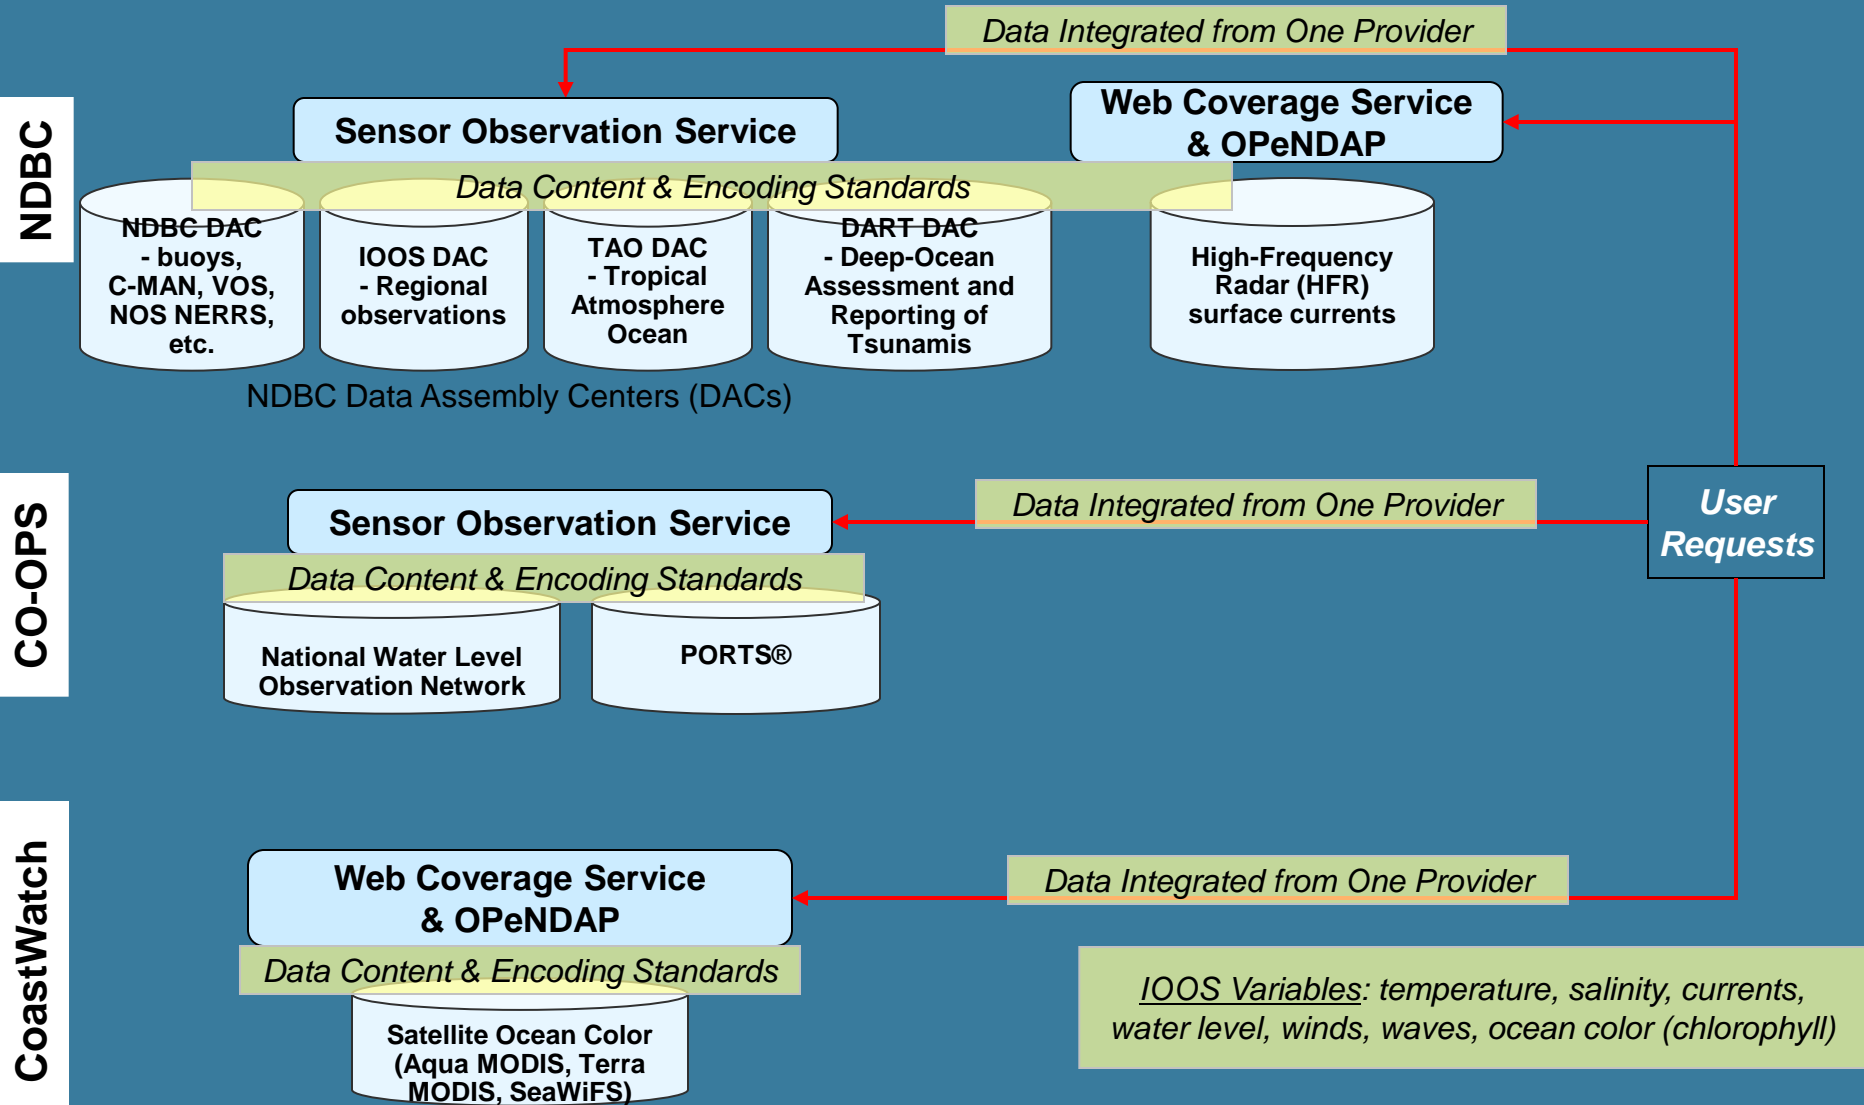 Data Integrated from One Provider
NDBC
Sensor Observation Service
Web Coverage Service
& OPeNDAP
Data Content & Encoding Standards
NDBC DAC
- buoys,
C-MAN, VOS,
NOS NERRS,
etc.
IOOS DAC
- Regional
observations
TAO DAC
- Tropical
Atmosphere
Ocean
DART DAC
- Deep-Ocean
Assessment and
Reporting of
Tsunamis
High-Frequency
Radar (HFR)
surface currents
NDBC Data Assembly Centers (DACs)
CO-OPS
Sensor Observation Service
Data Integrated from One Provider
User
Requests
Data Content & Encoding Standards
National Water Level
Observation Network
PORTS®
CoastWatch
Web Coverage Service
& OPeNDAP
Data Integrated from One Provider
Data Content & Encoding Standards
Satellite Ocean Color
(Aqua MODIS, Terra
MODIS, SeaWiFS)
IOOS Variables: temperature, salinity, currents,
water level, winds, waves, ocean color (chlorophyll)